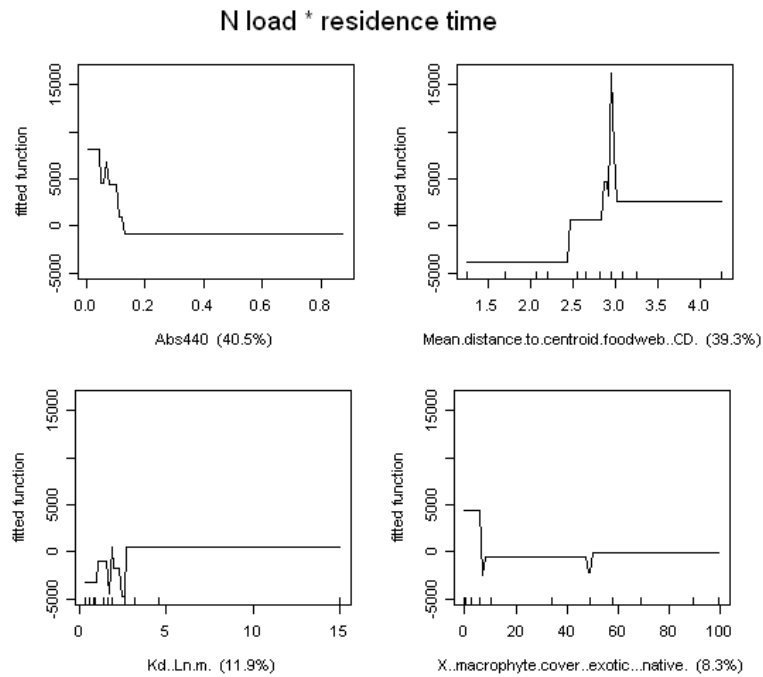 N load * residence time
fitted function
15000
5000
0
-5000
0.0 0.2 0.4 0.6 0.8
Abs440 (40.5%)
fitted function
15000
5000
0
-5000
1.5 2.0 2.5 3.0 3.5 4.0
Mean.distance.to.centroid.foodweb..CD. (39.3%)
fitted function
15000
5000
0
-5000
0 5 10 15
Kd..Ln.m. (11.9%)
fitted function
15000
5000
0
-5000
0 20 40 60 80 100
X..macrophyte.cover..exotic...native. (8.3%)